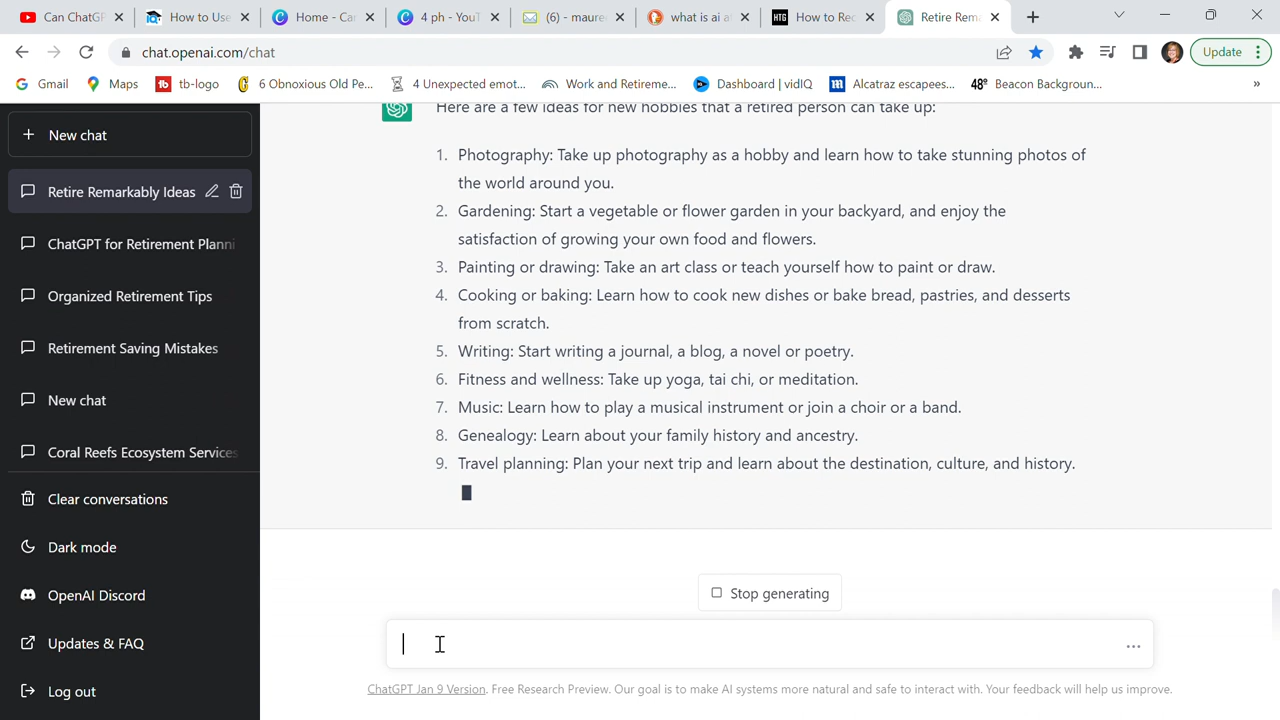 Can ChatG
How to Use
Home - Ca
4 ph - YouT
(6) - maure
what is ai a
HTG
How to Rec
Retire Rem
chat.openai.com/chat
Update
Gmail
Maps
tb-logo
6 Obnoxious Old Pe...
4 Unexpected emot...
Work and Retireme...
Dashboard | vidIQ
Alcatraz escapees...
48° Beacon Backgroun...
»
+ New chat
Retire Remarkably Ideas
ChatGPT for Retirement Planni
Organized Retirement Tips
Retirement Saving Mistakes
New chat
Coral Reefs Ecosystem Services
Clear conversations
Dark mode
OpenAI Discord
Updates & FAQ
Log out
Here are a few ideas for new hobbies that a retired person can take up:
1. Photography: Take up photography as a hobby and learn how to take stunning photos of
the world around you.
2. Gardening: Start a vegetable or flower garden in your backyard, and enjoy the
satisfaction of growing your own food and flowers.
3. Painting or drawing: Take an art class or teach yourself how to paint or draw.
4. Cooking or baking: Learn how to cook new dishes or bake bread, pastries, and desserts
from scratch.
5. Writing: Start writing a journal, a blog, a novel or poetry.
6. Fitness and wellness: Take up yoga, tai chi, or meditation.
7. Music: Learn how to play a musical instrument or join a choir or a band.
8. Genealogy: Learn about your family history and ancestry.
9. Travel planning: Plan your next trip and learn about the destination, culture, and history.
Stop generating
...
ChatGPT Jan 9 Version. Free Research Preview. Our goal is to make AI systems more natural and safe to interact with. Your feedback will help us improve.